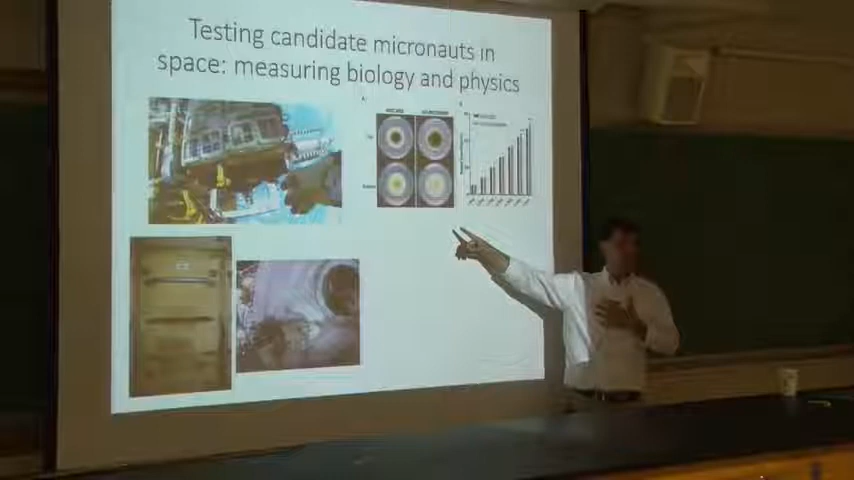 Testing candidate micronauts in
space: measuring biology and physics